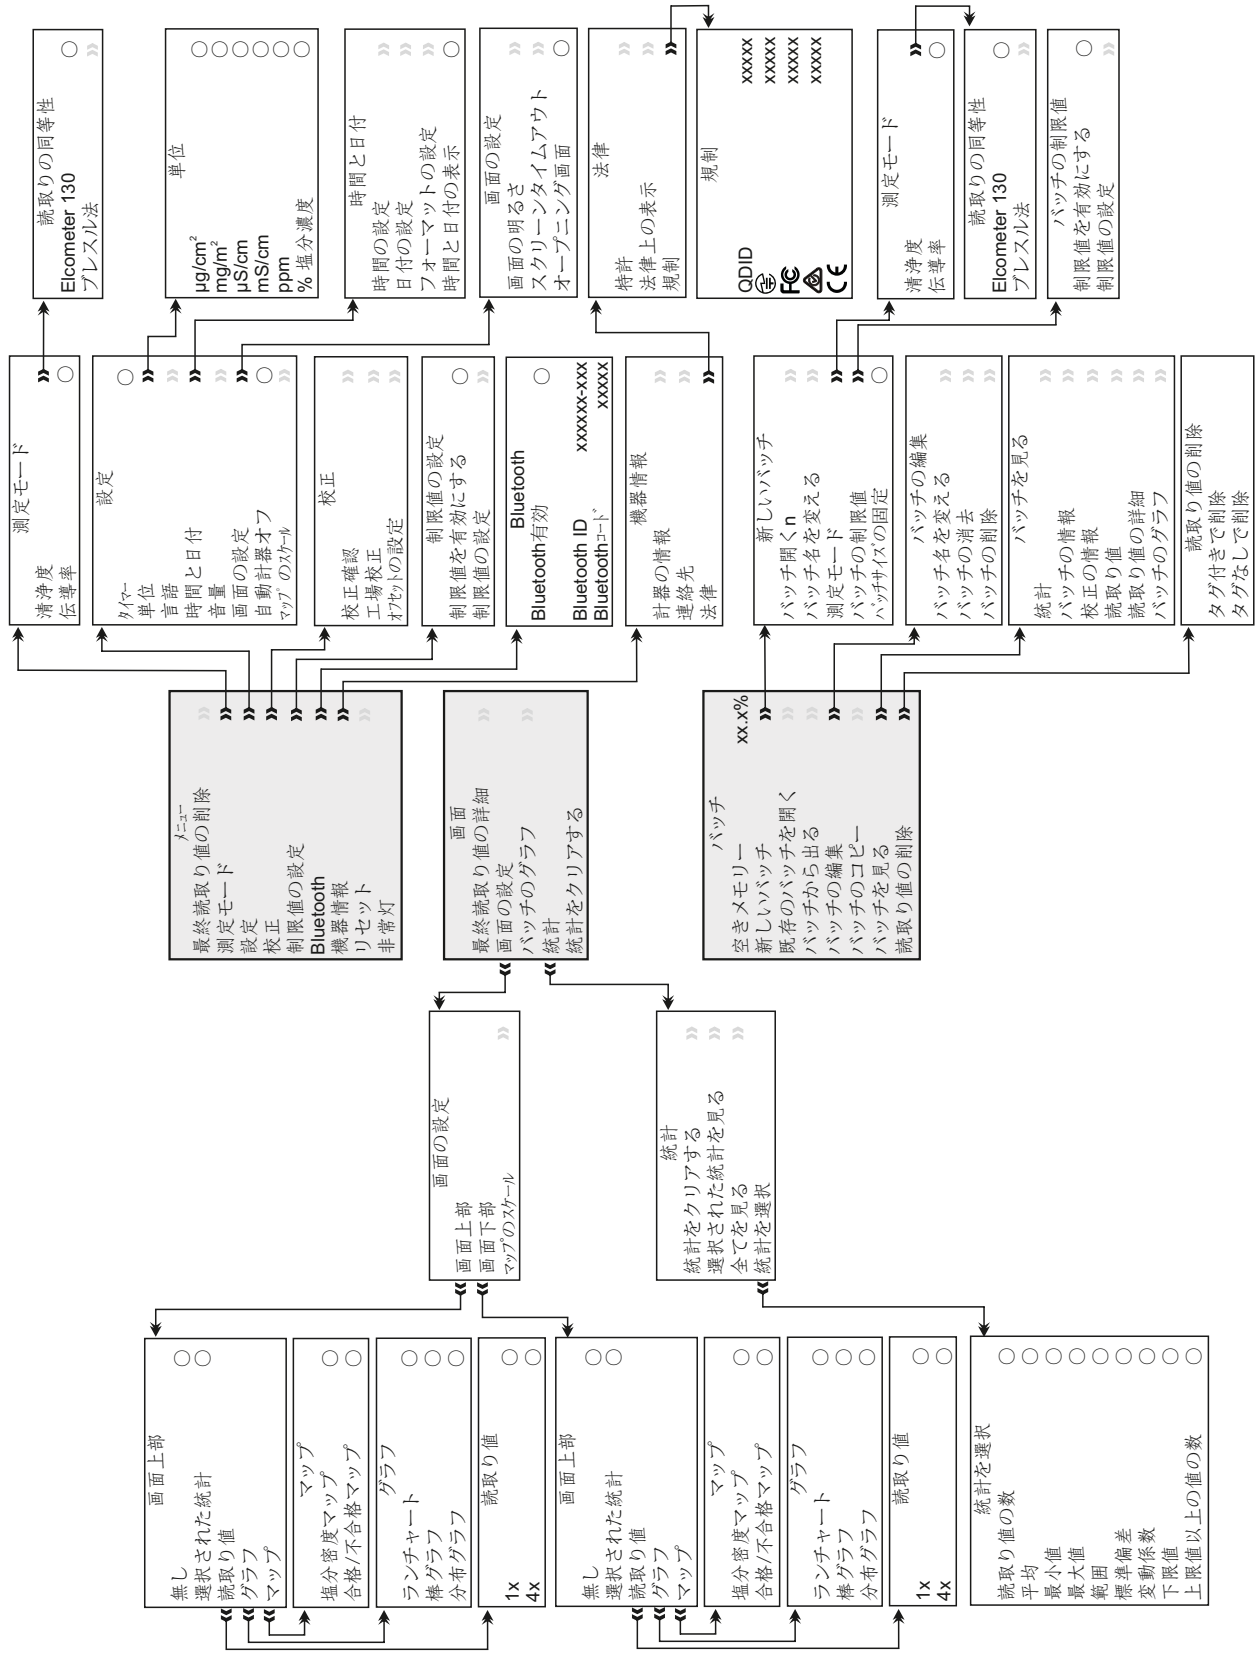 読取りの同等性
Elcometer 130
ブレスル法
単位
µg/cm²
mg/m²
µS/cm
mS/cm
ppm
% 塩分濃度
時間と日付
時間の設定
日付の設定
フォーマットの設定
時間と日付の表示
画面の設定
画面の明るさ
スクリーンタイムアウト
オープニング画面
法律
特許
法律上の表示
規制
規制
QDID xxxxx
xxxxx
FC xxxxx
xxxxx
CE
測定モード
清浄度
伝導率
読取りの同等性
Elcometer 130
ブレスル法
バッチの制限値
制限値を有効にする
制限値の設定
測定モード
清浄度
伝導率
設定
タイマー
単位
言語
時間と日付
音量
画面の設定
自動計器オフ
マップのスケール
校正
校正確認
工場校正
オフセットの設定
制限値の設定
制限値を有効にする
制限値の設定
Bluetooth
Bluetooth有効
Bluetooth ID xxxxxx-xxx
Bluetoothコード xxxxx
機器情報
計器の情報
連絡先
法律
新しいバッチ
バッチ開くn
バッチ名を変える
測定モード
バッチの制限値
バッチサイズの固定
バッチの編集
バッチ名を変える
バッチの消去
バッチの削除
バッチを見る
統計
バッチの情報
校正の情報
読取り値
読取り値の詳細
バッチのグラフ
読取り値の削除
タグ付きで削除
タグなしで削除
メニュー
最終読取り値の削除
測定モード
設定
校正
制限値の設定
Bluetooth
機器情報
リセット
非常灯
画面
最終読取り値の詳細
画面の設定
バッチのグラフ
統計
統計をクリアする
バッチ
空きメモリー xx.x%
新しいバッチ
既存のバッチを開く
バッチから出る
バッチの編集
バッチのコピー
バッチを見る
読取り値の削除
画面の設定
画面上部
画面下部
マップのスケール
統計
統計をクリアする
選択された統計を見る
全てを見る
統計を選択
画面上部
無し
選択された統計
読取り値
グラフ
マップ
マップ
塩分密度マップ
合格/不合格マップ
グラフ
ランチャート
棒グラフ
分布グラフ
読取り値
1x
4x
画面上部
無し
選択された統計
読取り値
グラフ
マップ
マップ
塩分密度マップ
合格/不合格マップ
グラフ
ランチャート
棒グラフ
分布グラフ
読取り値
1x
4x
統計を選択
読取り値の数
平均
最小値
最大値
範囲
標準偏差
変動係数
下限値
上限値以上の値の数